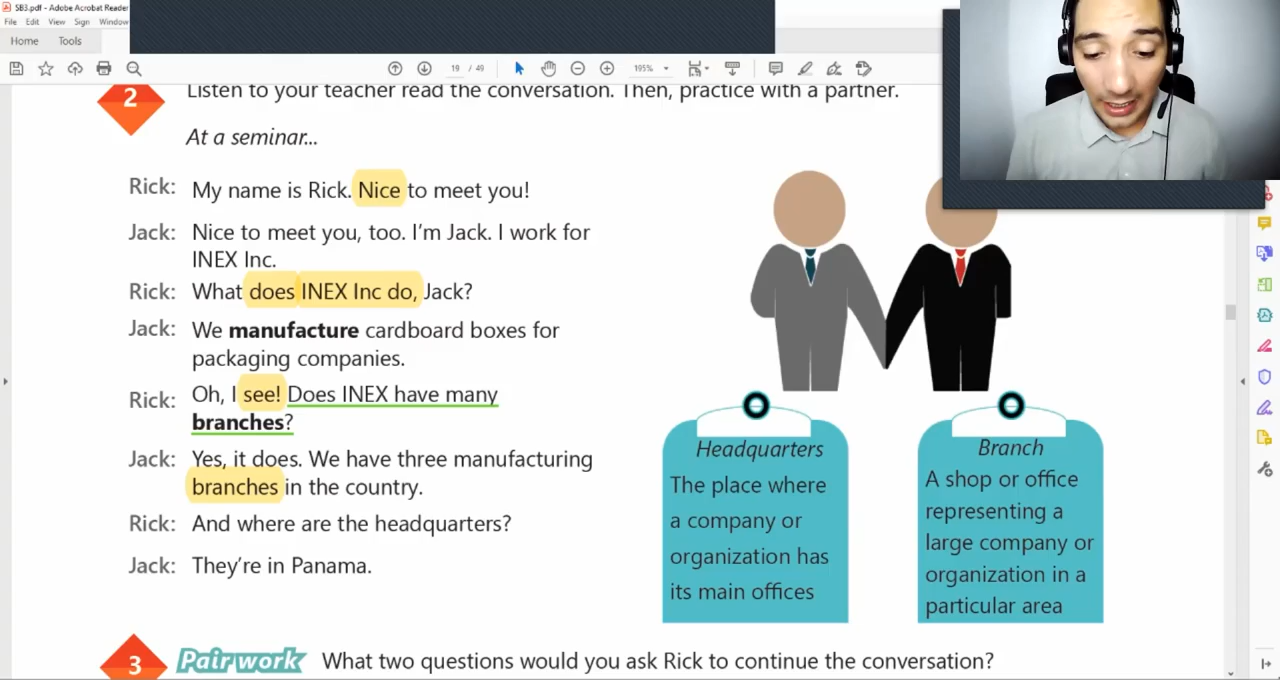 SB3.pdf - Adobe Acrobat Reader
File Edit View Sign Window
Home Tools
19 / 49 195%
2 Listen to your teacher read the conversation. Then, practice with a partner.
At a seminar...
Rick: My name is Rick. Nice to meet you!
Jack: Nice to meet you, too. I'm Jack. I work for
INEX Inc.
Rick: What does INEX Inc do, Jack?
Jack: We manufacture cardboard boxes for
packaging companies.
Rick: Oh, I see! Does INEX have many
branches?
Jack: Yes, it does. We have three manufacturing
branches in the country.
Rick: And where are the headquarters?
Jack: They're in Panama.
Headquarters
The place where
a company or
organization has
its main offices
Branch
A shop or office
representing a
large company or
organization in a
particular area
3 Pair work What two questions would you ask Rick to continue the conversation?